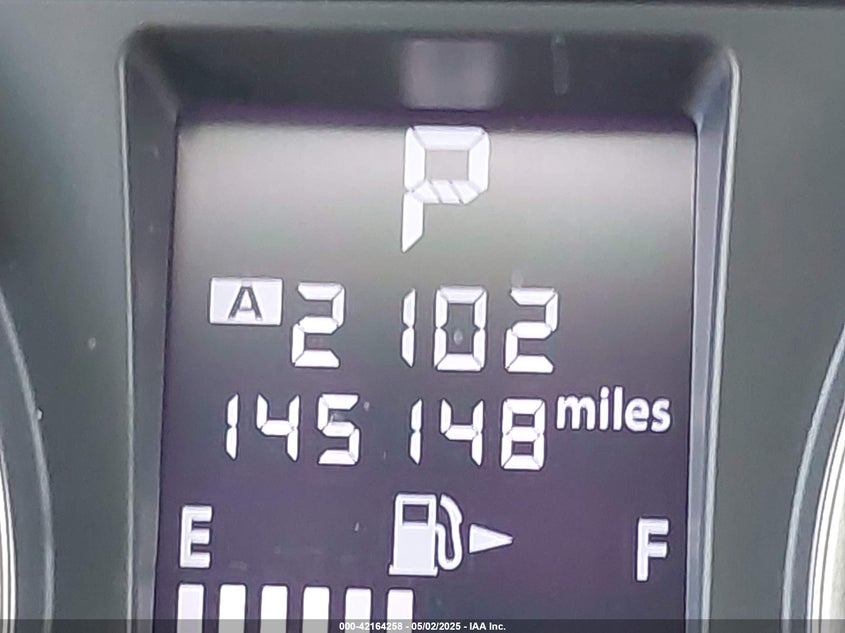 P
A 2102
145148 miles
E F
000-42164258 - 05/02/2025 - IAA Inc.